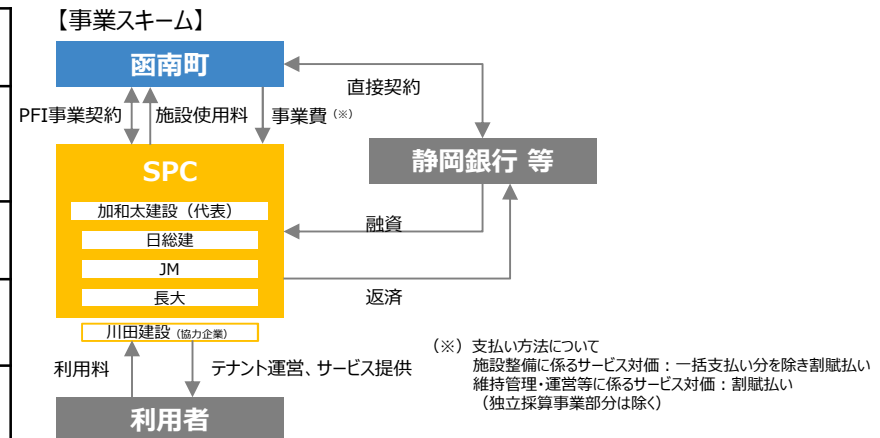 【事業スキーム】
函南町
直接契約
PFI事業契約
施設使用料
事業費（※）
SPC
静岡銀行 等
加和太建設（代表）
日総建
融資
JM
長大
返済
川田建設（協力企業）
利用料
テナント運営、サービス提供
利用者
（※）支払い方法について
施設整備に係るサービス対価：一括支払い分を除き割賦払い
維持管理・運営等に係るサービス対価：割賦払い
（独立採算事業部分は除く）